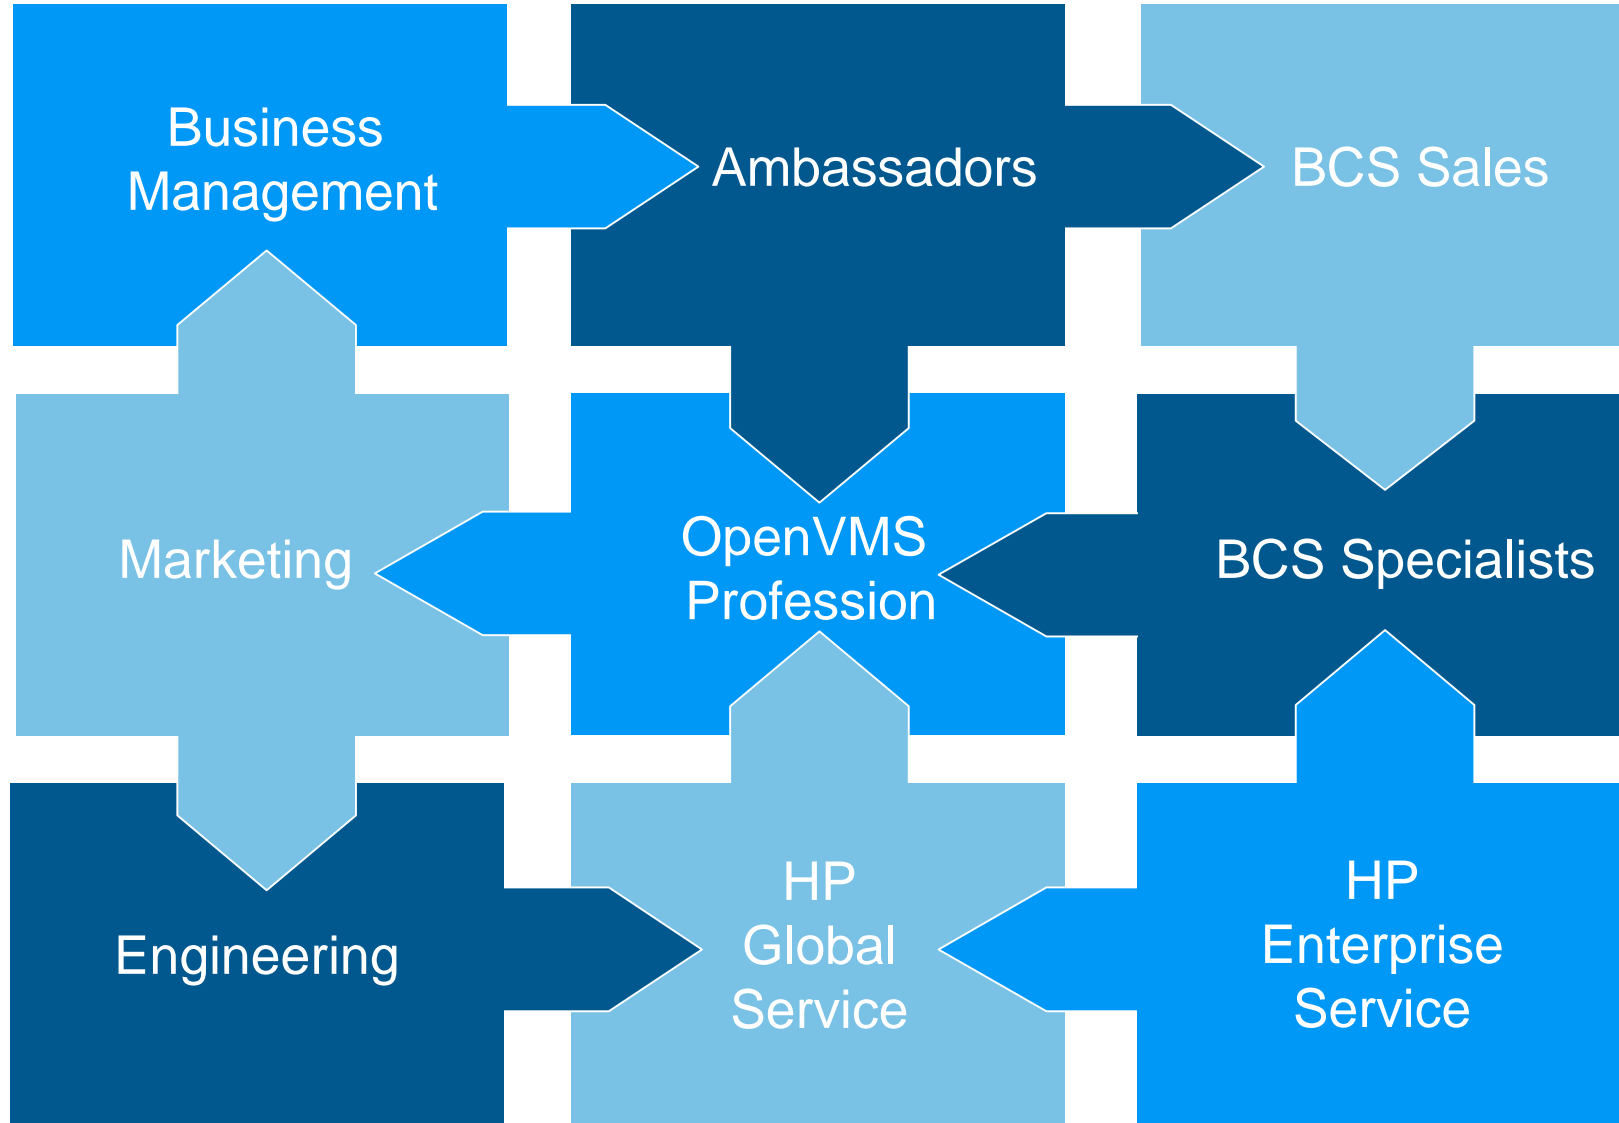 Business
Management
Ambassadors
BCS Sales
Marketing
OpenVMS
Profession
BCS Specialists
Engineering
HP
Global
Service
HP
Enterprise
Service